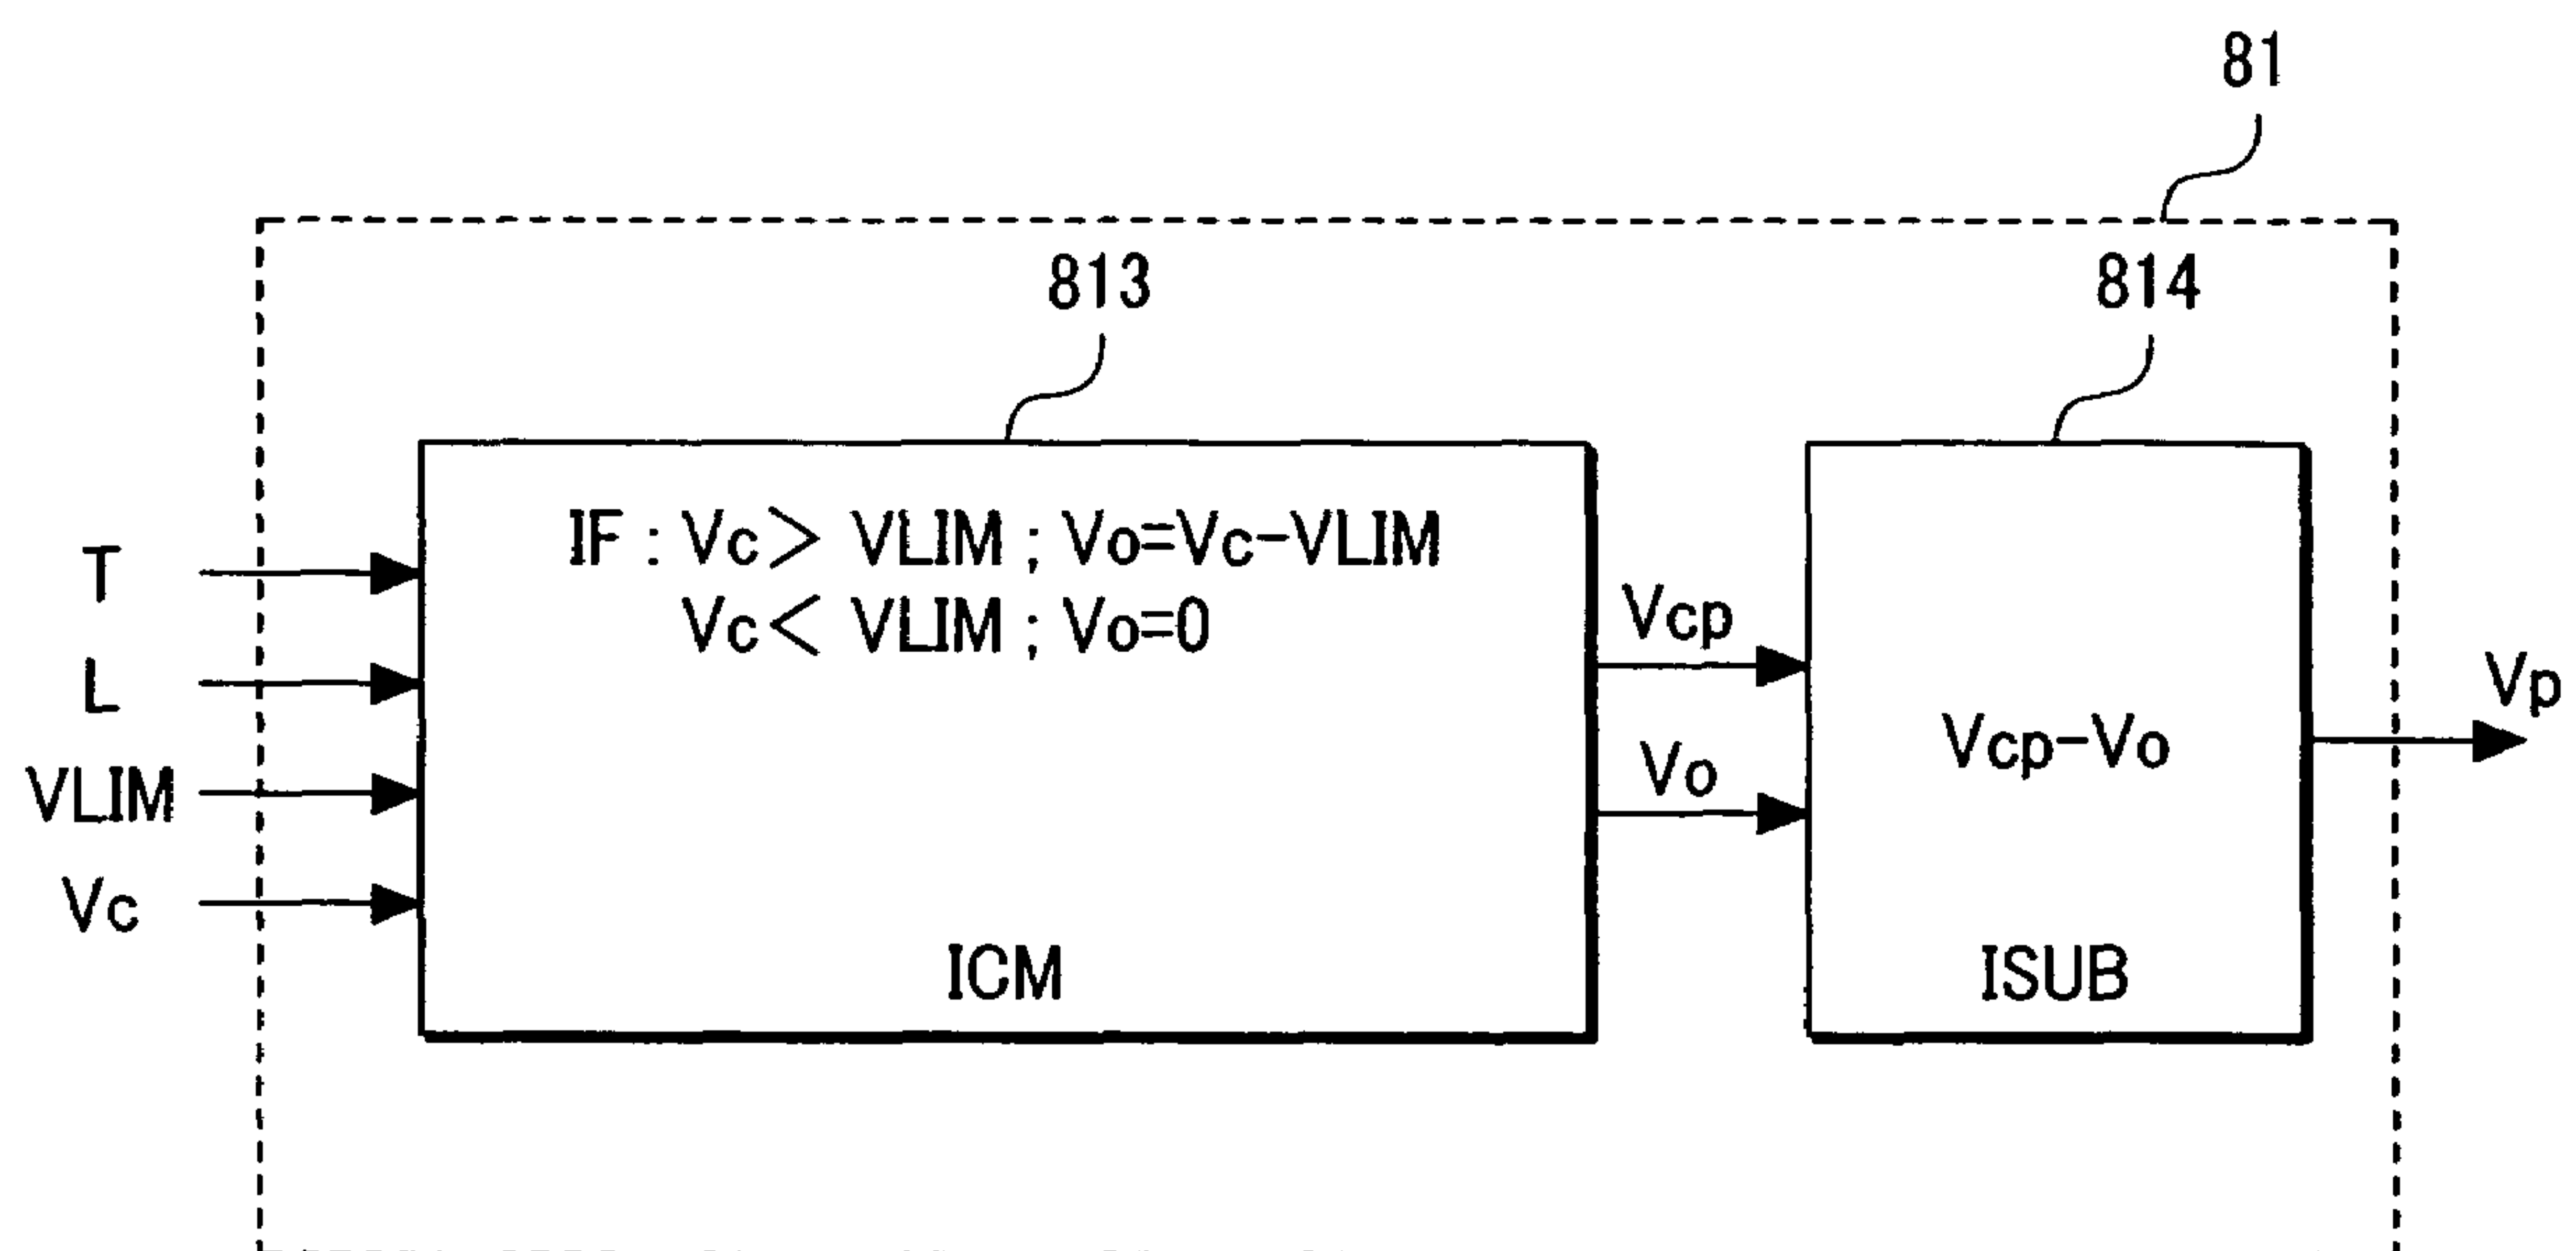 81
813
814
IF : Vc> VLIM ; Vo=Vc-VLIM
Vc< VLIM ; Vo=0
T
L
VLIM
Vc
ICM
Vcp
Vo
Vcp-Vo
ISUB
Vp